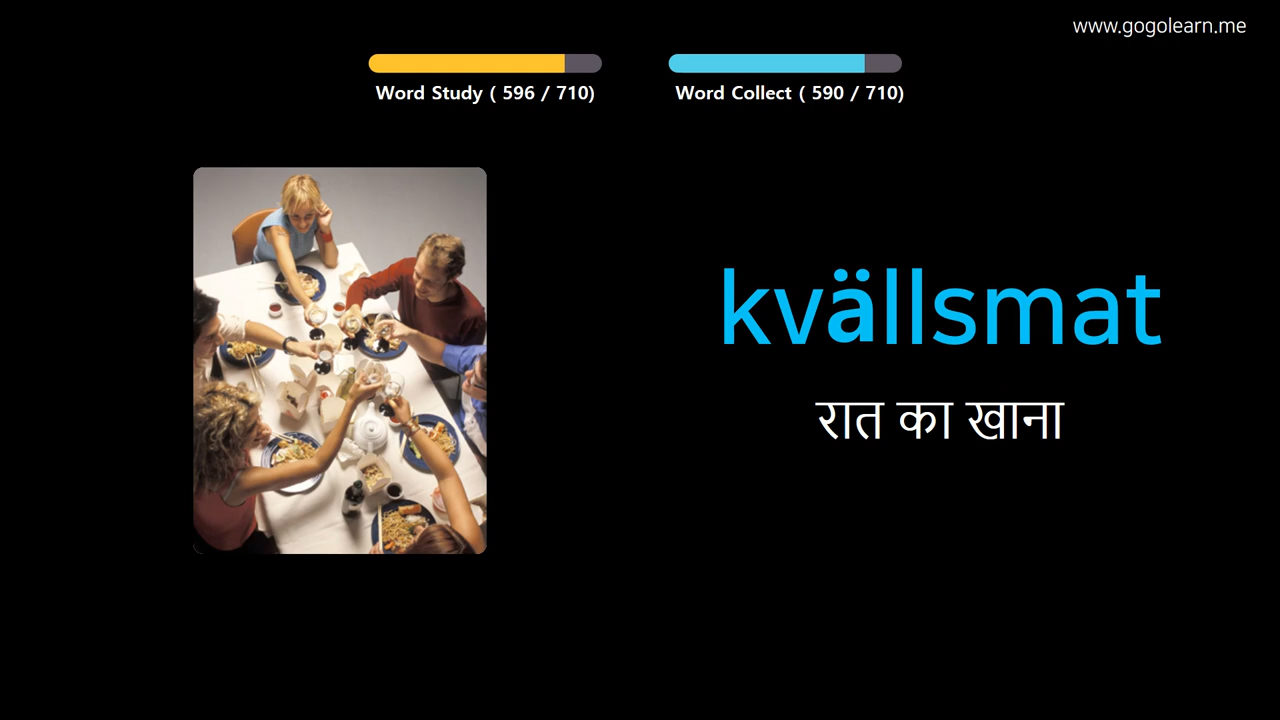 www.gogolearn.me
Word Study ( 596 / 710)
Word Collect ( 590 / 710)
kvällsmat
रात का खाना